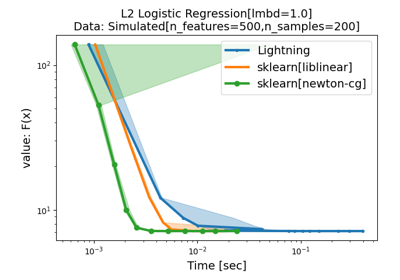 L2 Logistic Regression[lmbd=1.0]
Data: Simulated[n_features=500,n_samples=200]
Lightning
sklearn[liblinear]
sklearn[newton-cg]
value: F(x)
10²
10¹
10⁻³
10⁻²
10⁻¹
Time [sec]